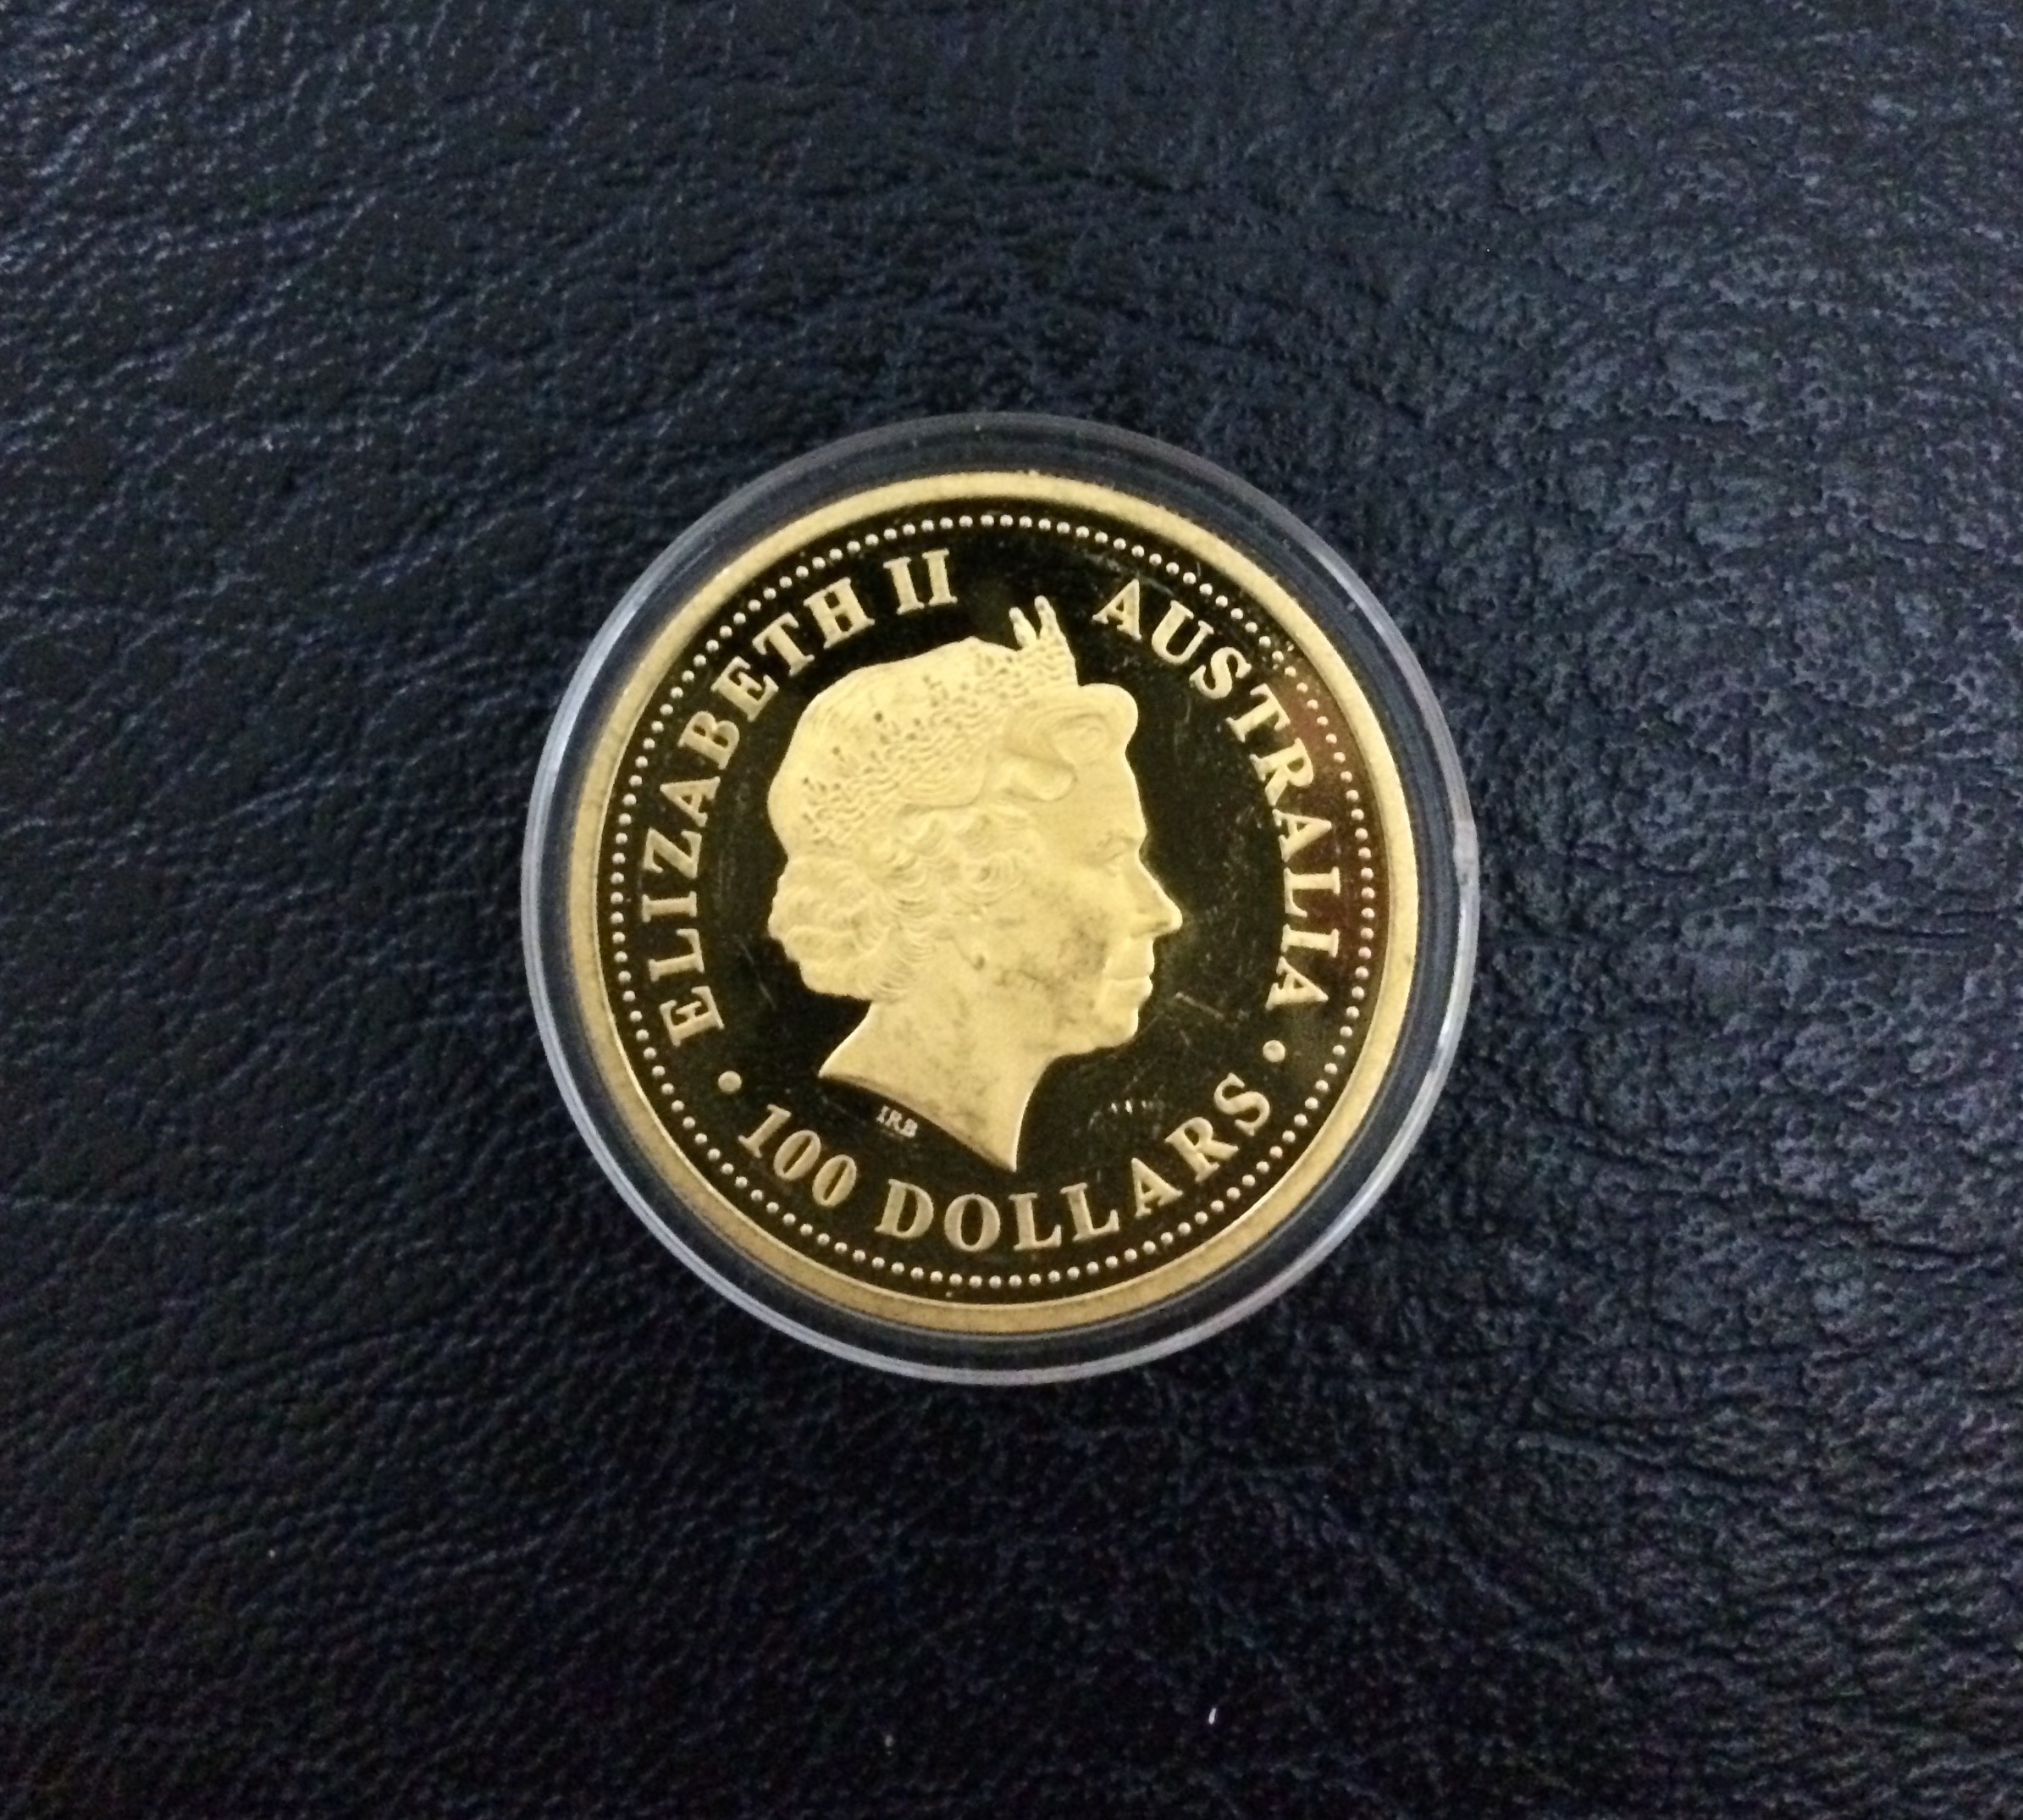 ELIZABETH II
AUSTRALIA
• 100 DOLLARS •
IRB